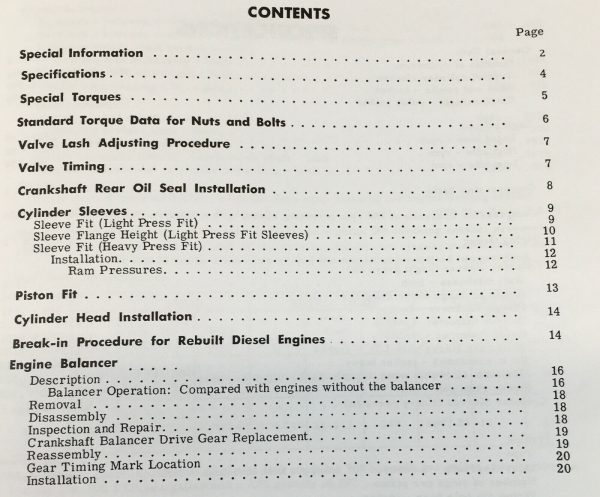 CONTENTS
Page
Special Information . . . . . . . . . . 2
Specifications . . . . . . . . . . 4
Special Torques . . . . . . . . . . 5
Standard Torque Data for Nuts and Bolts . . . . . . . . . . 6
Valve Lash Adjusting Procedure . . . . . . . . . . 7
Valve Timing . . . . . . . . . . 7
Crankshaft Rear Oil Seal Installation . . . . . . . . . . 8
Cylinder Sleeves . . . . . . . . . . 9
Sleeve Fit (Light Press Fit) . . . . . . . . . . 9
Sleeve Flange Height (Light Press Fit Sleeves) . . . . . . . . . . 10
Sleeve Fit (Heavy Press Fit) . . . . . . . . . . 11
Installation . . . . . . . . . . 12
Ram Pressures . . . . . . . . . . 12
Piston Fit . . . . . . . . . . 13
Cylinder Head Installation . . . . . . . . . . 14
Break-in Procedure for Rebuilt Diesel Engines . . . . . . . . . . 14
Engine Balancer . . . . .
Description . . . . . . . . . . 16
Balancer Operation: Compared with engines without the balancer . . . . . . . 16
Removal . . . . . . . . . . 18
Disassembly . . . . . . . . . . 18
Inspection and Repair . . . . . . . . . . 18
Crankshaft Balancer Drive Gear Replacement . . . . . . . . . . 19
Reassembly . . . . . . . . . . 19
Gear Timing Mark Location . . . . . . . . . . 20
Installation . . . . . . . . . . 20